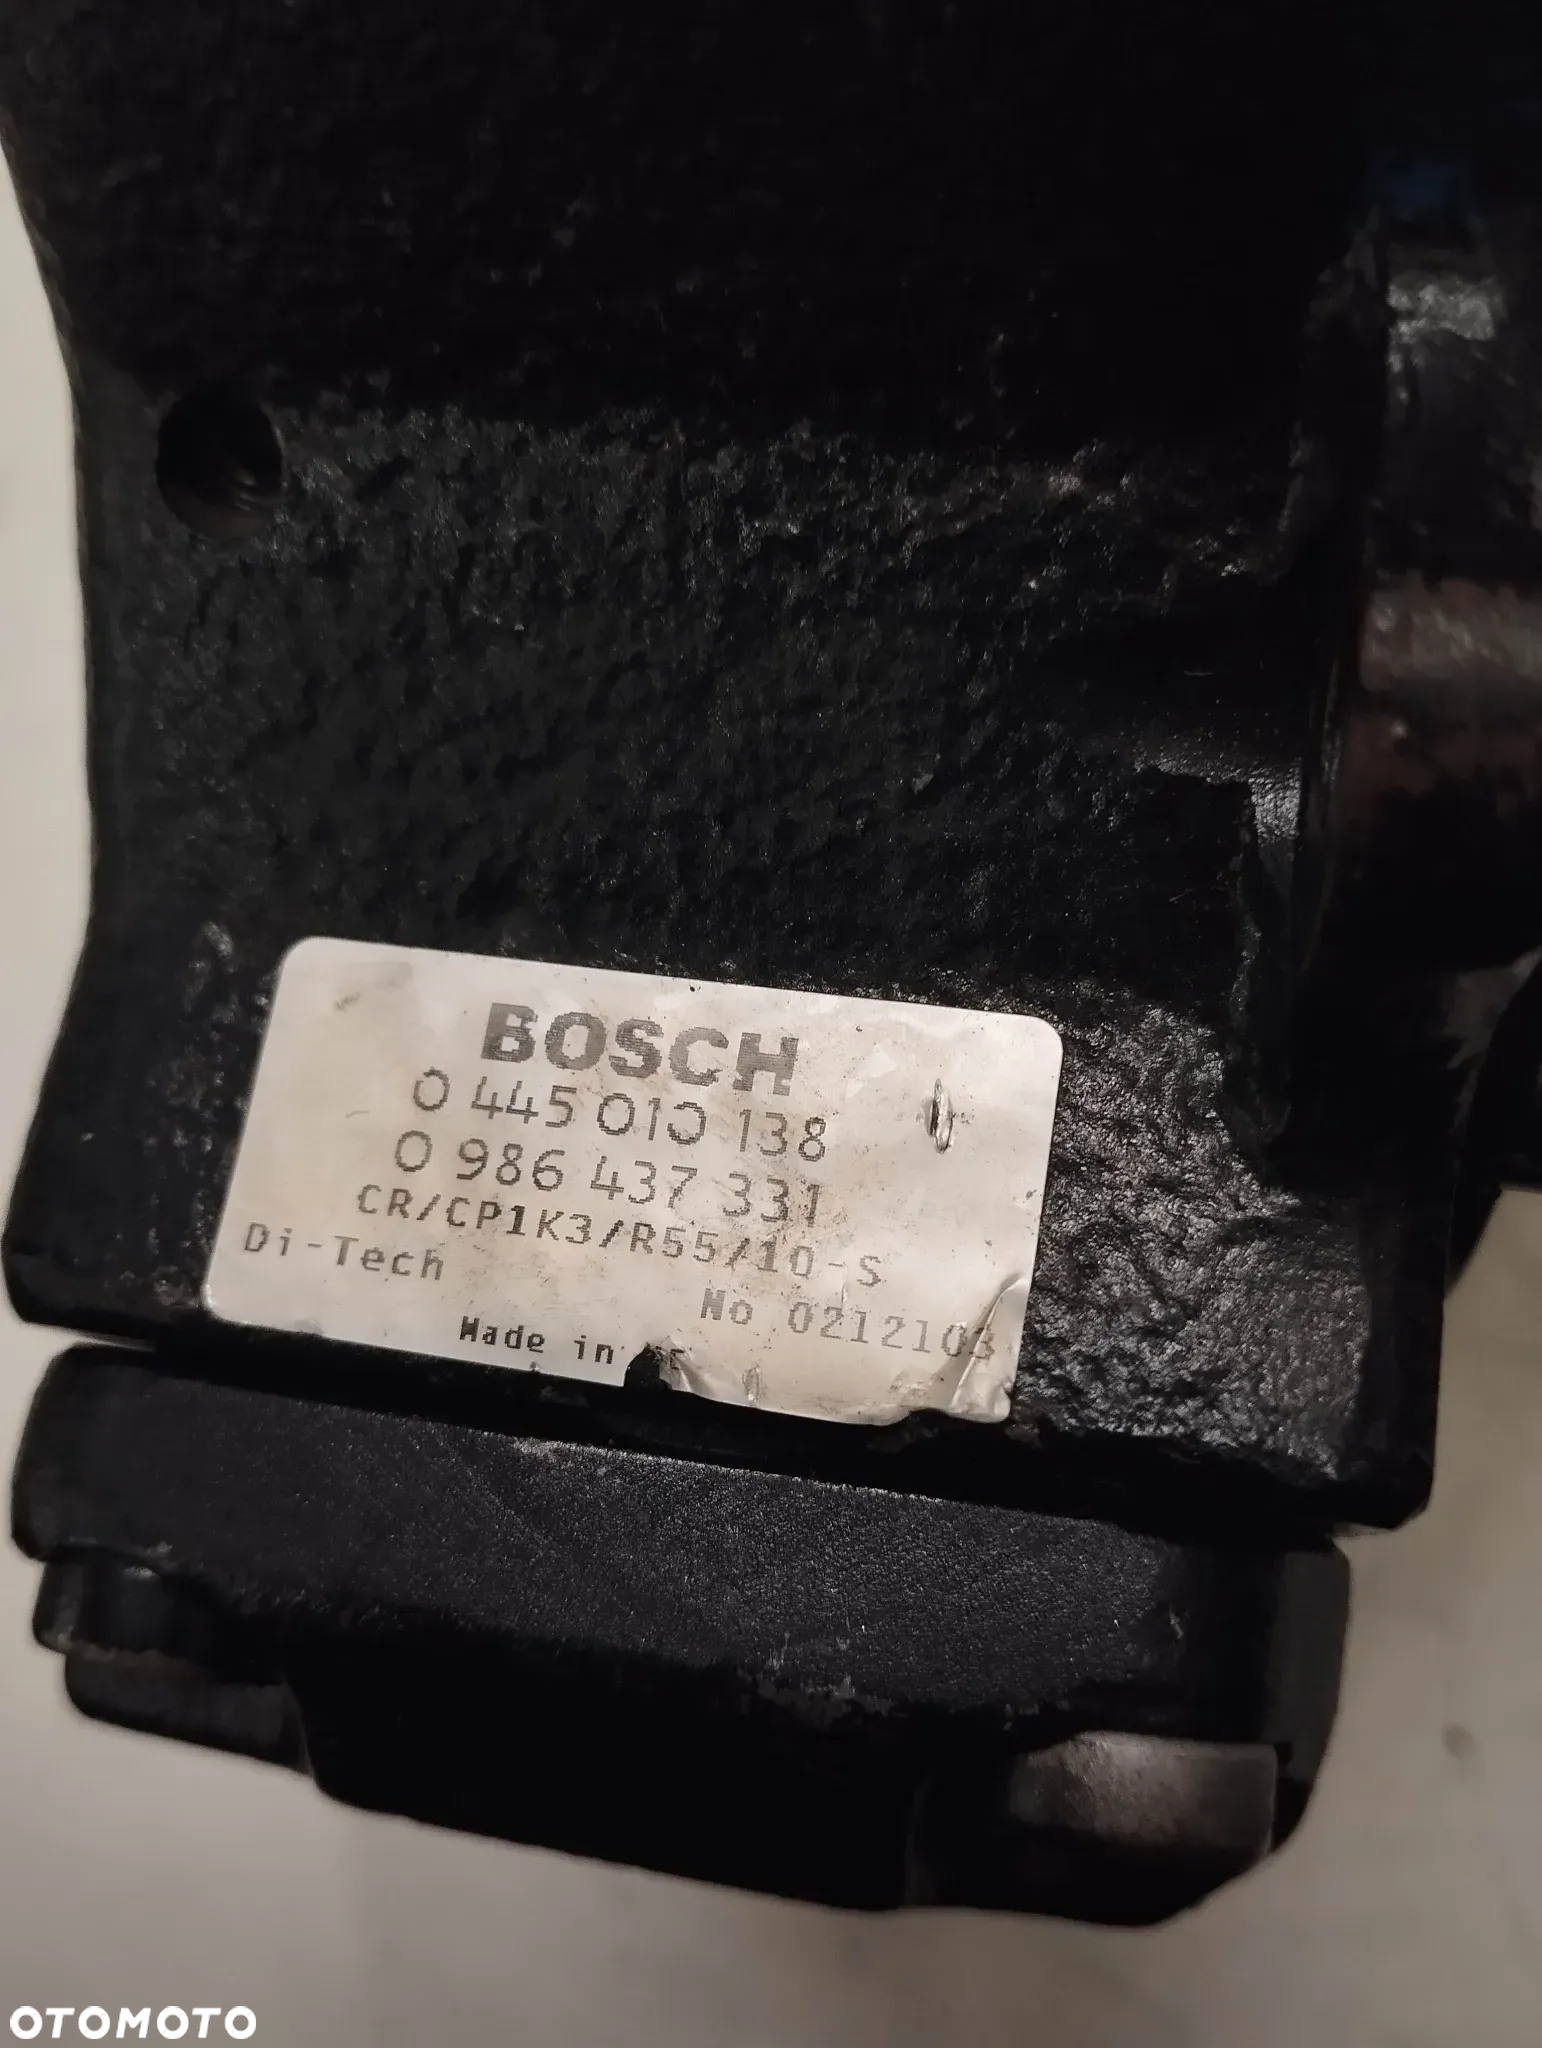 BOSCH
0 445 010 138
0 986 437 331
CR/CP1K3/R55/10-S
Di-Tech
No 0212103
Made in
OTOMOTO